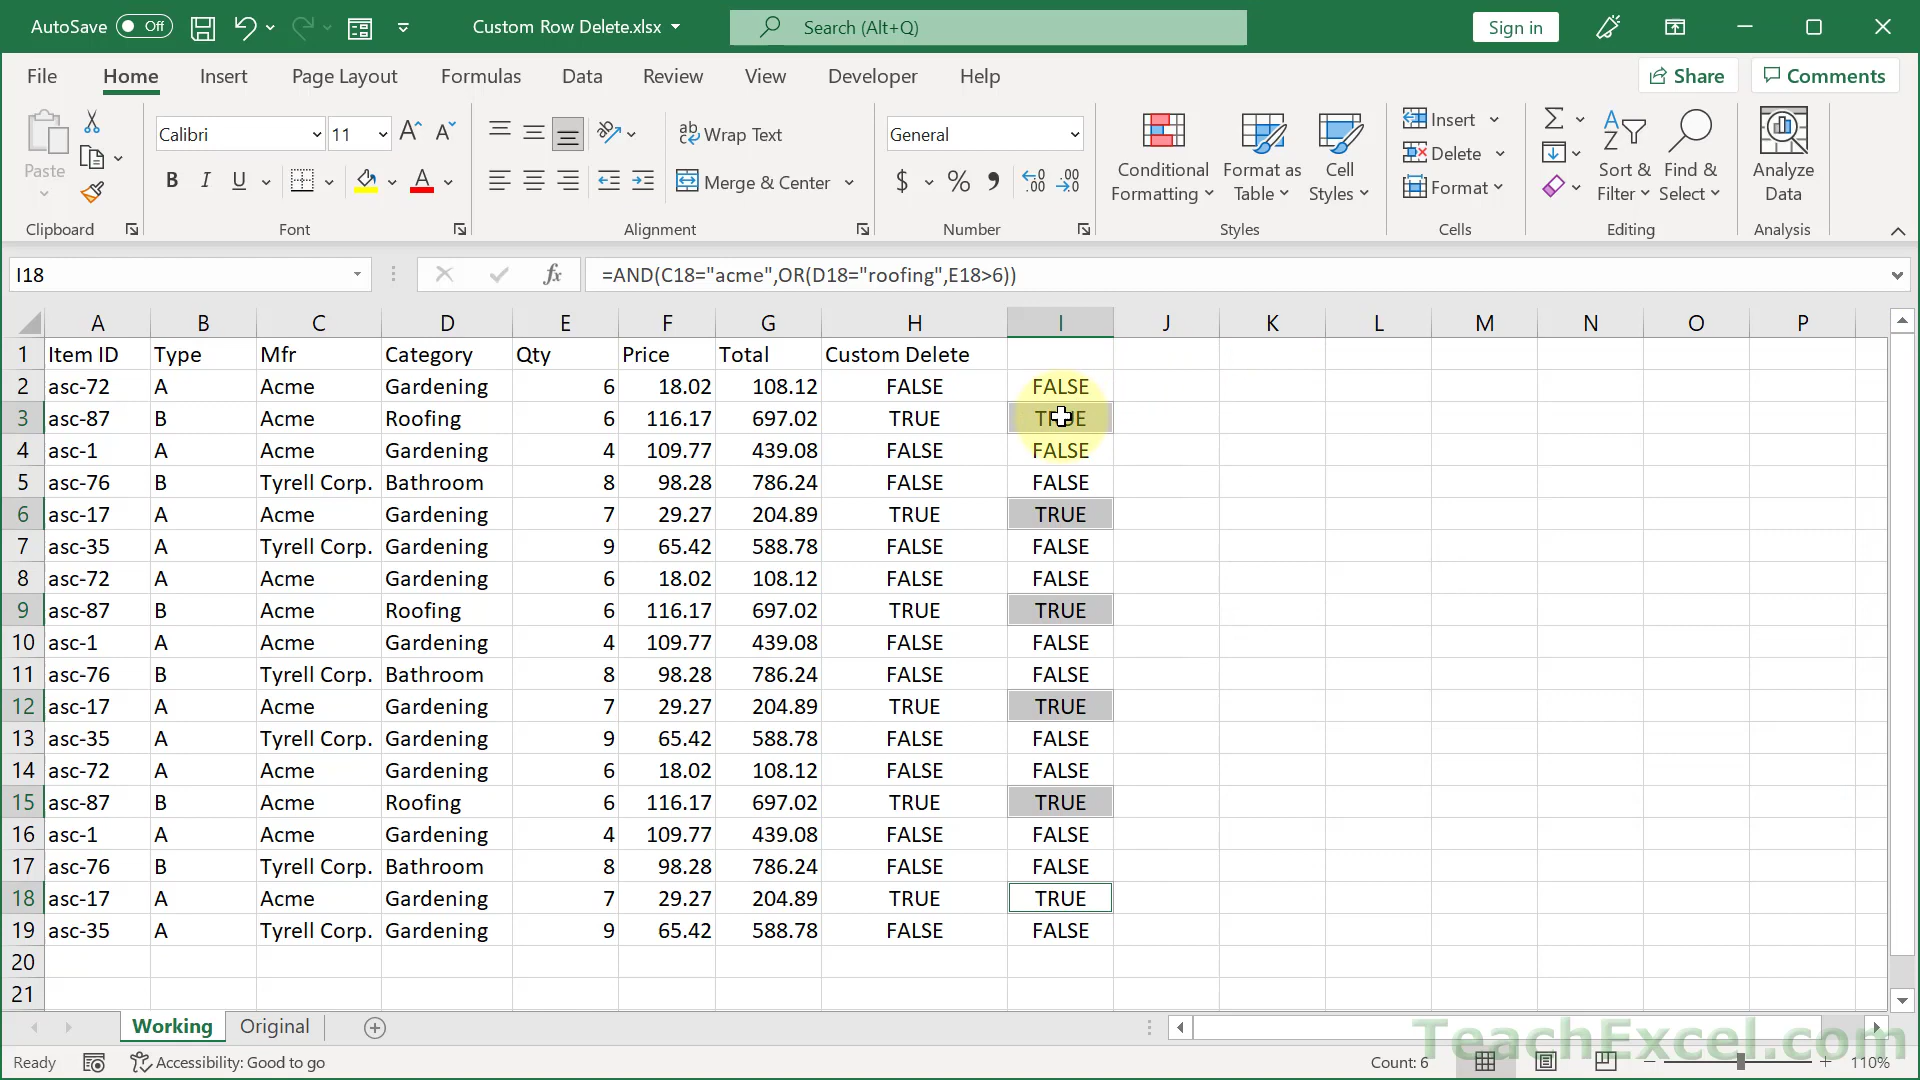 AutoSave Off Custom Row Delete.xlsx Search (Alt+Q) Sign in
File Home Insert Page Layout Formulas Data Review View Developer Help Share Comments
Paste Calibri 11 Wrap Text General Conditional Formatting Format as Table Cell Styles Insert Sort & Filter Find & Select Analyze Data
B I U Merge & Center $ % Delete
Format
Clipboard Font Alignment Number Styles Cells Editing Analysis
I18 fx =AND(C18="acme",OR(D18="roofing",E18>6))
A B C D E F G H I J K L M N O P
1 Item ID Type Mfr Category Qty Price Total Custom Delete
2 asc-72 A Acme Gardening 6 18.02 108.12 FALSE FALSE
3 asc-87 B Acme Roofing 6 116.17 697.02 TRUE TRUE
4 asc-1 A Acme Gardening 4 109.77 439.08 FALSE FALSE
5 asc-76 B Tyrell Corp. Bathroom 8 98.28 786.24 FALSE FALSE
6 asc-17 A Acme Gardening 7 29.27 204.89 TRUE TRUE
7 asc-35 A Tyrell Corp. Gardening 9 65.42 588.78 FALSE FALSE
8 asc-72 A Acme Gardening 6 18.02 108.12 FALSE FALSE
9 asc-87 B Acme Roofing 6 116.17 697.02 TRUE TRUE
10 asc-1 A Acme Gardening 4 109.77 439.08 FALSE FALSE
11 asc-76 B Tyrell Corp. Bathroom 8 98.28 786.24 FALSE FALSE
12 asc-17 A Acme Gardening 7 29.27 204.89 TRUE TRUE
13 asc-35 A Tyrell Corp. Gardening 9 65.42 588.78 FALSE FALSE
14 asc-72 A Acme Gardening 6 18.02 108.12 FALSE FALSE
15 asc-87 B Acme Roofing 6 116.17 697.02 TRUE TRUE
16 asc-1 A Acme Gardening 4 109.77 439.08 FALSE FALSE
17 asc-76 B Tyrell Corp. Bathroom 8 98.28 786.24 FALSE FALSE
18 asc-17 A Acme Gardening 7 29.27 204.89 TRUE TRUE
19 asc-35 A Tyrell Corp. Gardening 9 65.42 588.78 FALSE FALSE
20
21
Working Original
TeachExcel.com
Ready Accessibility: Good to go Count: 6 110%